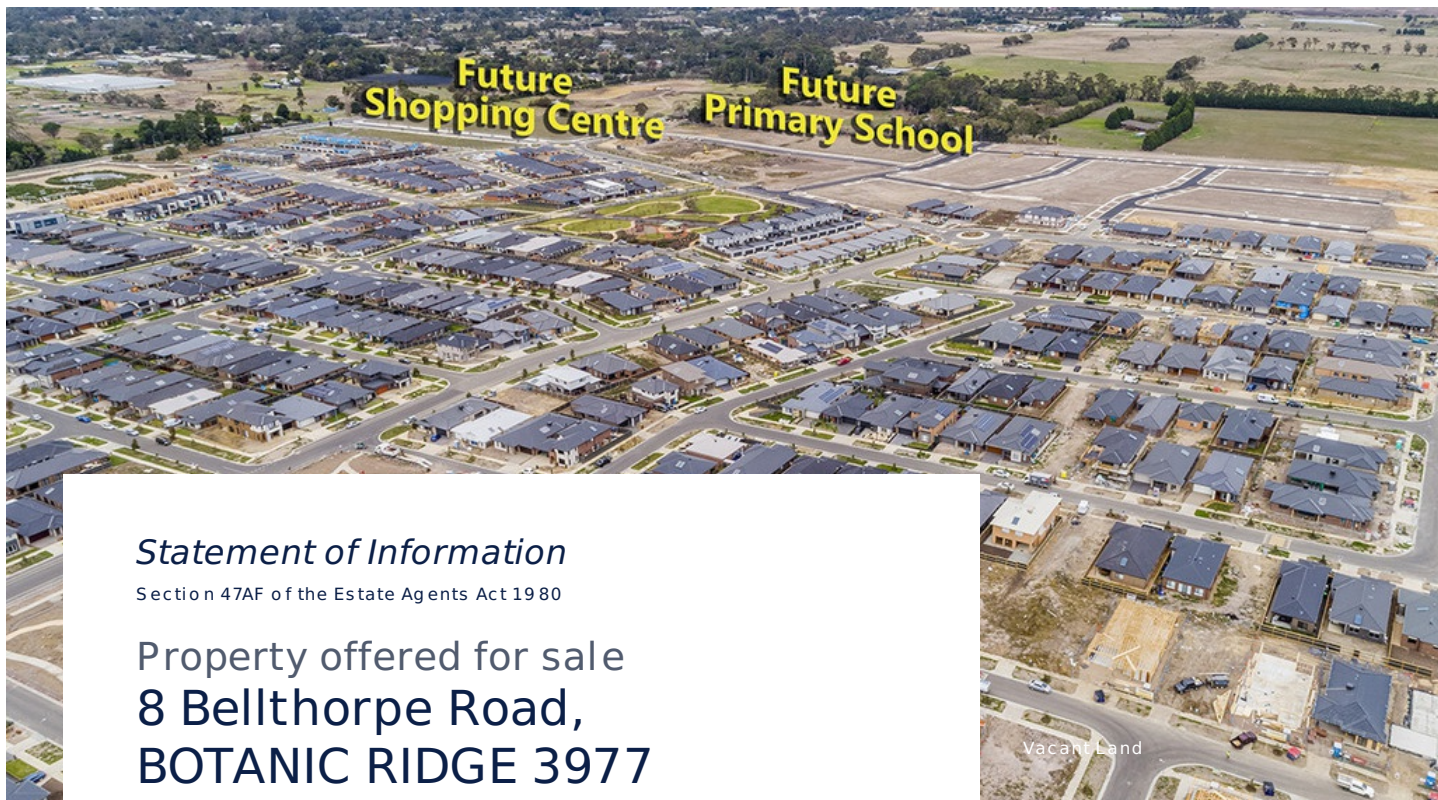 Future
Shopping Centre
Future
Primary School
Statement of Information
Section 47AF of the Estate Agents Act 1980
Property offered for sale
8 Bellthorpe Road,
BOTANIC RIDGE 3977
Vacant Land